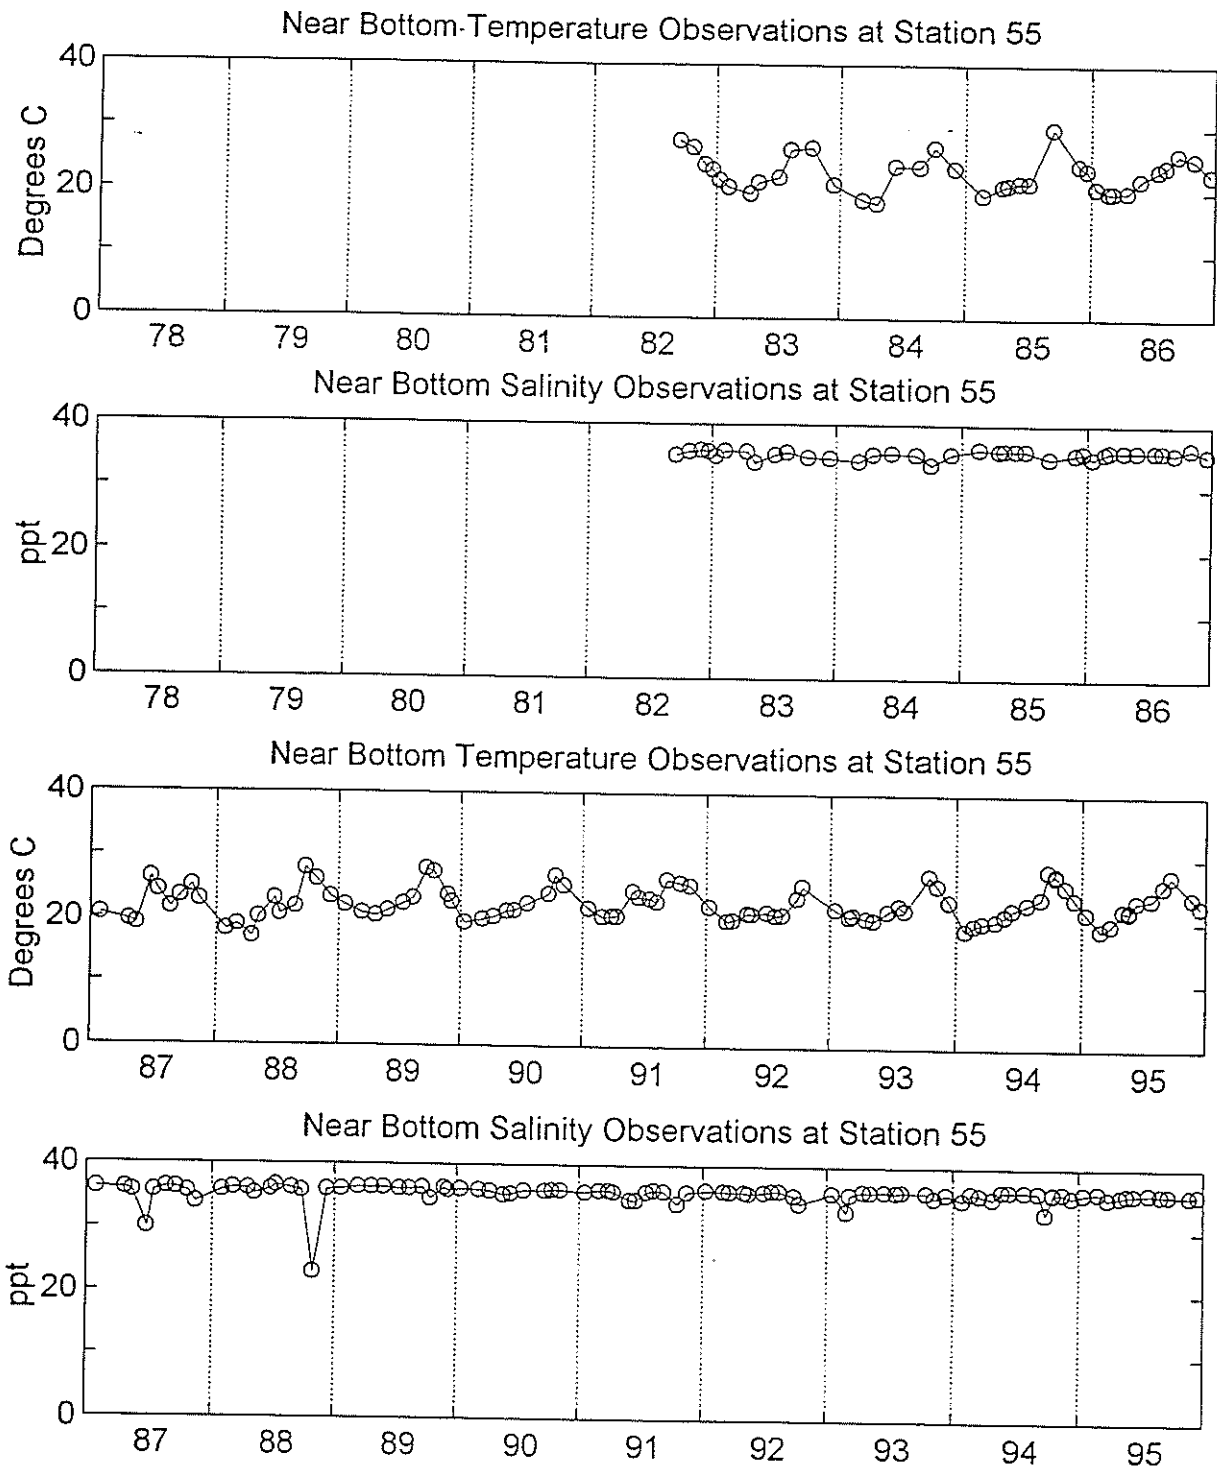 Near Bottom-Temperature Observations at Station 55
40
20
0
Degrees C
78 79 80 81 82 83 84 85 86
Near Bottom Salinity Observations at Station 55
40
20
0
ppt
78 79 80 81 82 83 84 85 86
Near Bottom Temperature Observations at Station 55
40
20
0
Degrees C
87 88 89 90 91 92 93 94 95
Near Bottom Salinity Observations at Station 55
40
20
0
ppt
87 88 89 90 91 92 93 94 95